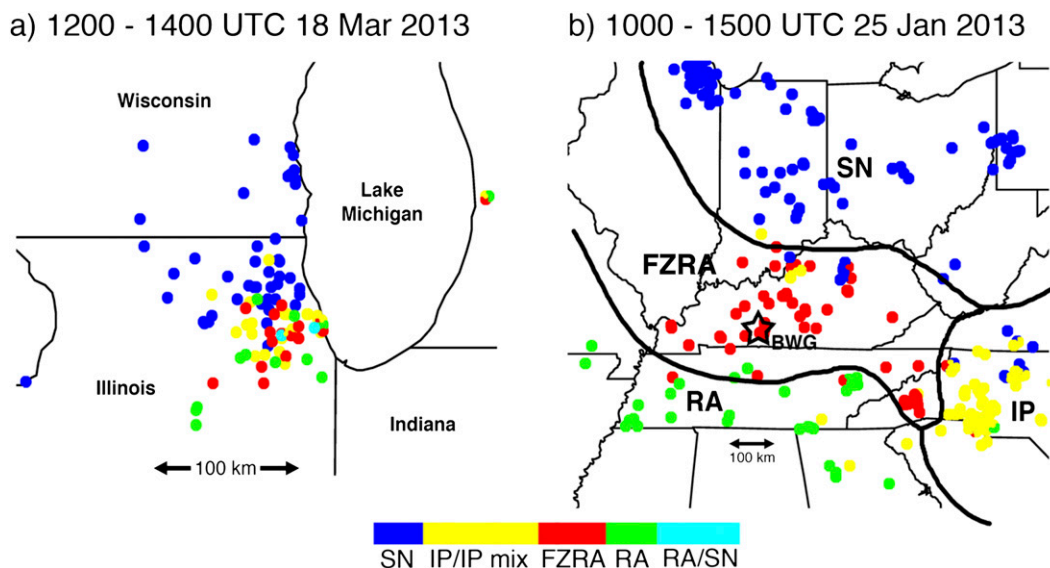 a) 1200 - 1400 UTC 18 Mar 2013
b) 1000 - 1500 UTC 25 Jan 2013
Wisconsin
Lake
Michigan
Illinois
Indiana
100 km
SN
FZRA
BWG
RA
IP
100 km
SN IP/IP mix FZRA RA RA/SN